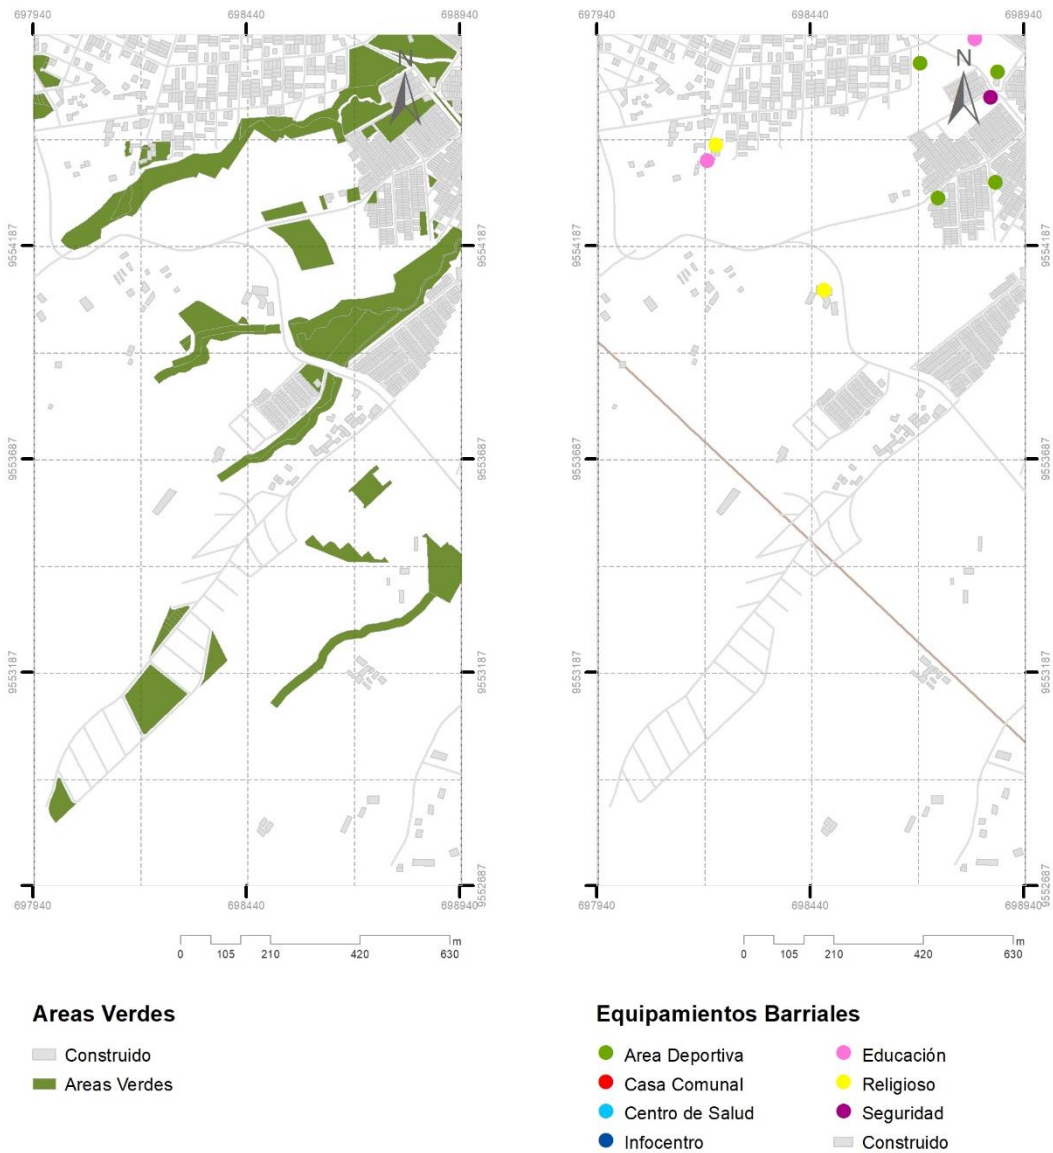 697940 698440 698940 697940 698440 698940
N N
9554187 9554187 9554187 9554187
9553687 9553687 9553687 9553687
9553187 9553187 9553187 9553187
9552687 9552687
697940 698440 698940 697940 698440 698940
0 105 210 420 630 m 0 105 210 420 630 m
Areas Verdes
Construido
Areas Verdes
Equipamientos Barriales
Area Deportiva Educación
Casa Comunal Religioso
Centro de Salud Seguridad
Infocentro Construido